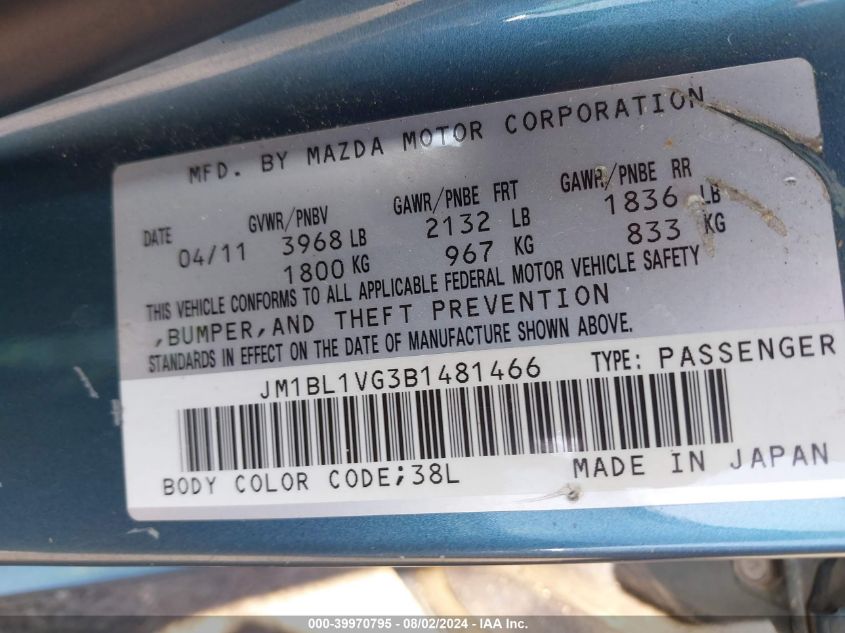 MFD. BY MAZDA MOTOR CORPORATION
DATE GVWR/PNBV GAWR/PNBE FRT GAWR/PNBE RR
04/11 3968 LB 2132 LB 1836 LB
1800 KG 967 KG 833 KG
THIS VEHICLE CONFORMS TO ALL APPLICABLE FEDERAL MOTOR VEHICLE SAFETY
,BUMPER,AND THEFT PREVENTION
STANDARDS IN EFFECT ON THE DATE OF MANUFACTURE SHOWN ABOVE.
JM1BL1VG3B1481466 TYPE: PASSENGER
BODY COLOR CODE;38L MADE IN JAPAN
000-39970795 - 08/02/2024 - IAA Inc.